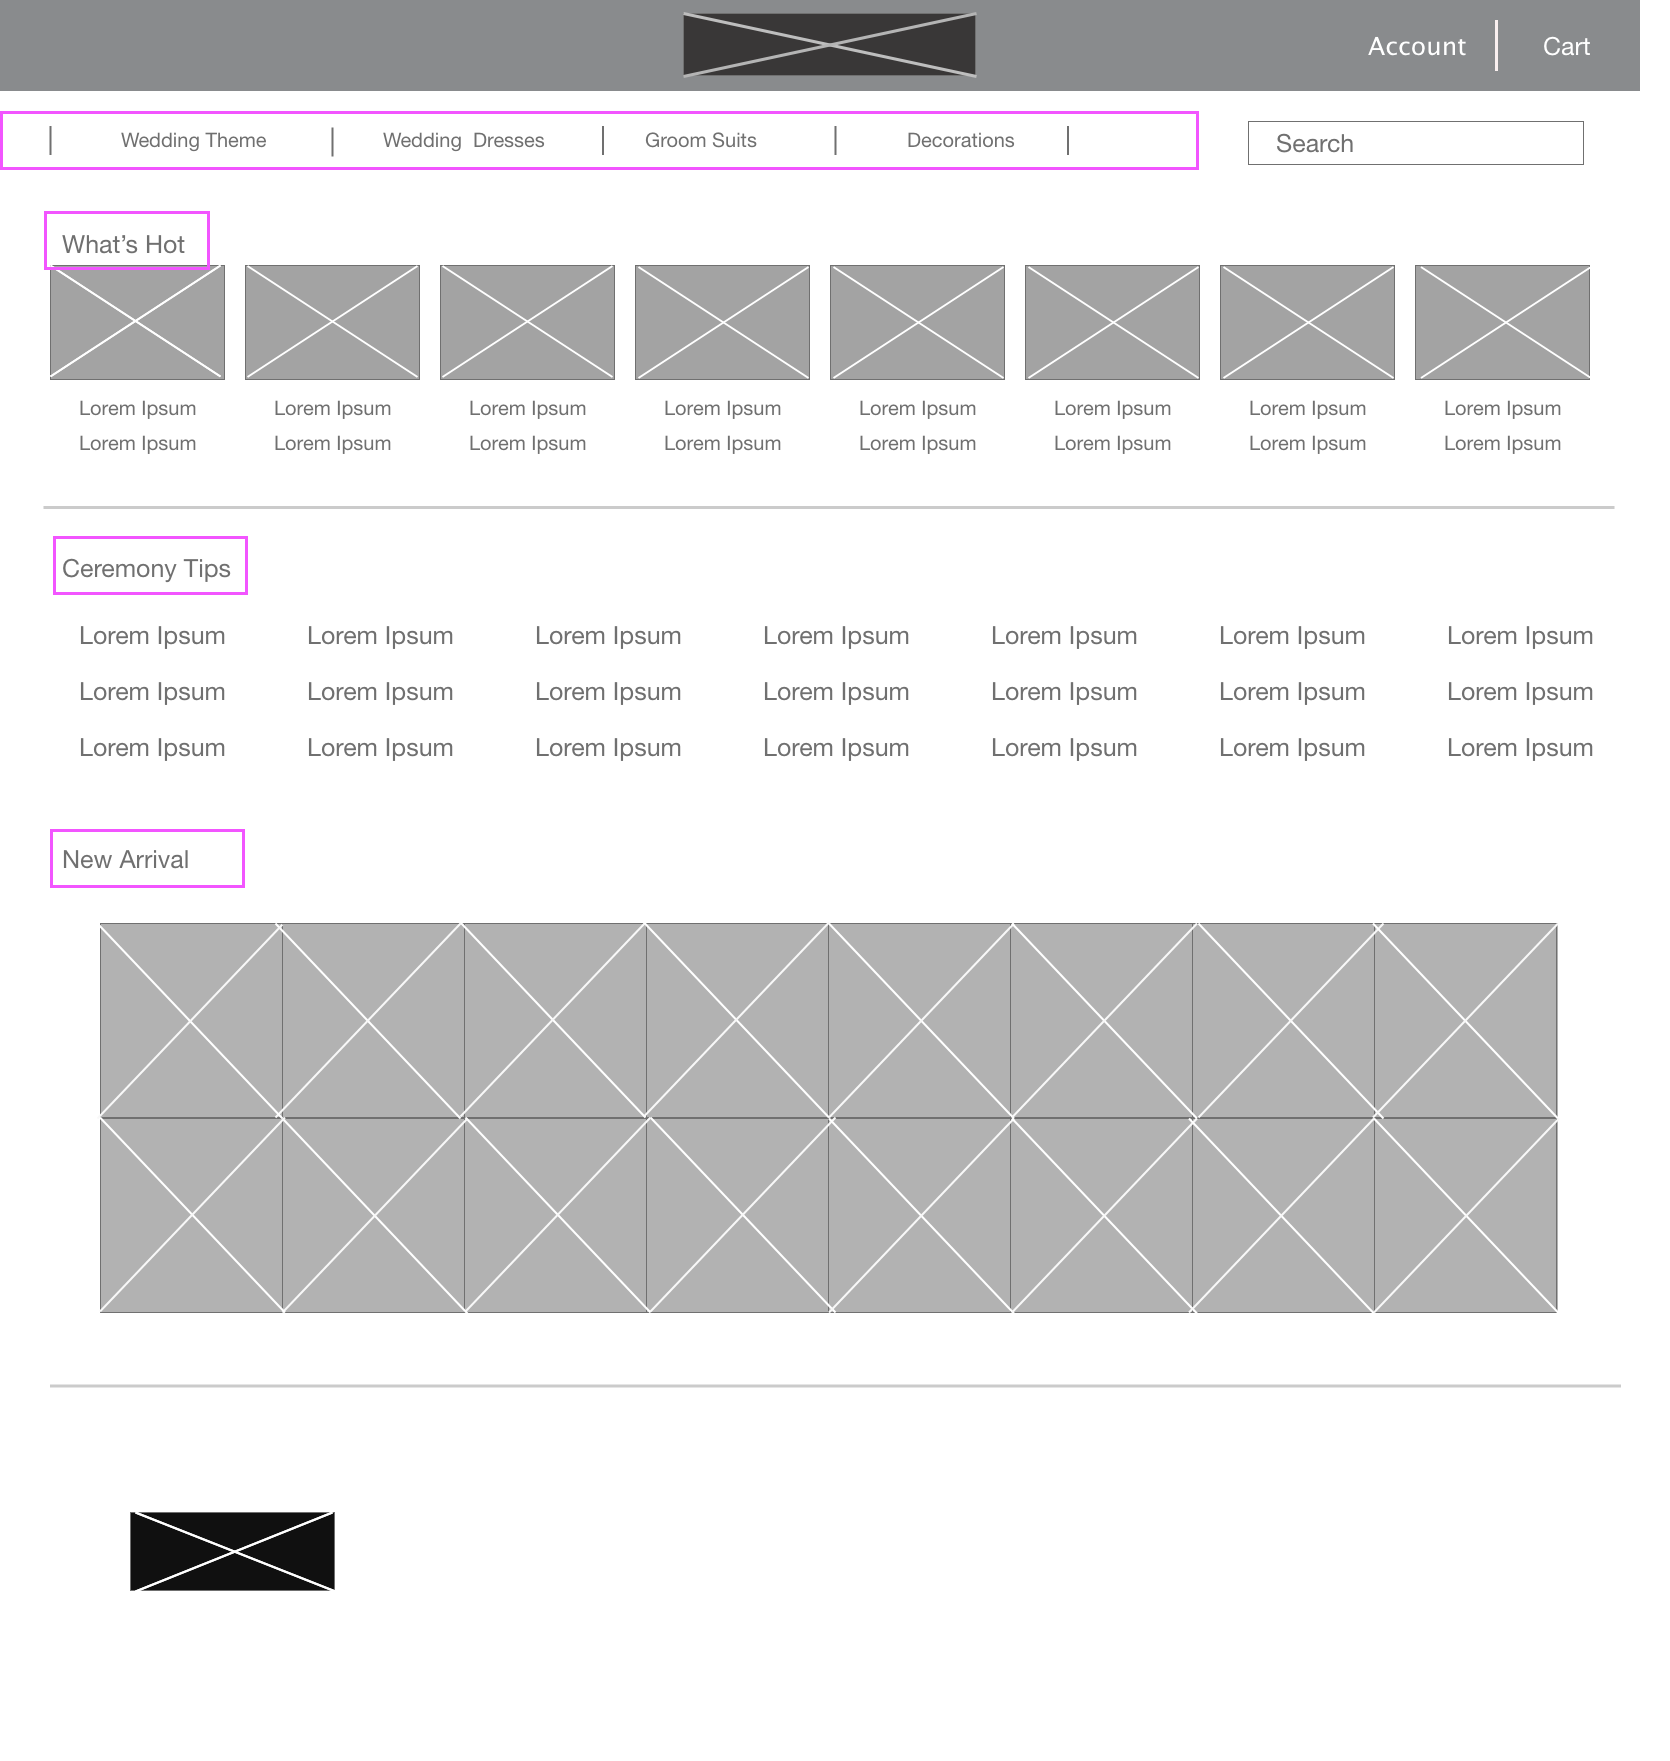 Account Cart
Wedding Theme Wedding  Dresses Groom Suits Decorations Search
What’s Hot
Lorem Ipsum Lorem Ipsum Lorem Ipsum Lorem Ipsum Lorem Ipsum Lorem Ipsum Lorem Ipsum Lorem Ipsum
Lorem Ipsum Lorem Ipsum Lorem Ipsum Lorem Ipsum Lorem Ipsum Lorem Ipsum Lorem Ipsum Lorem Ipsum
Ceremony Tips
Lorem Ipsum Lorem Ipsum Lorem Ipsum Lorem Ipsum Lorem Ipsum Lorem Ipsum Lorem Ipsum
Lorem Ipsum Lorem Ipsum Lorem Ipsum Lorem Ipsum Lorem Ipsum Lorem Ipsum Lorem Ipsum
Lorem Ipsum Lorem Ipsum Lorem Ipsum Lorem Ipsum Lorem Ipsum Lorem Ipsum Lorem Ipsum
New Arrival